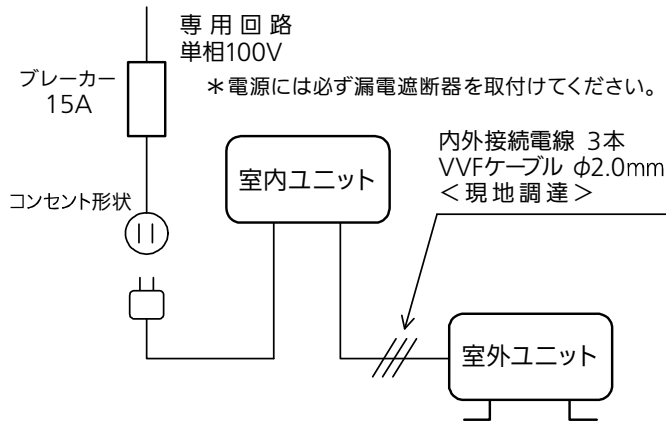 専用回路
単相100V
ブレーカー
15A
＊電源には必ず漏電遮断器を取付けてください。
内外接続電線 3本
VVFケーブル φ2.0mm
＜現地調達＞
室内ユニット
コンセント形状
室外ユニット